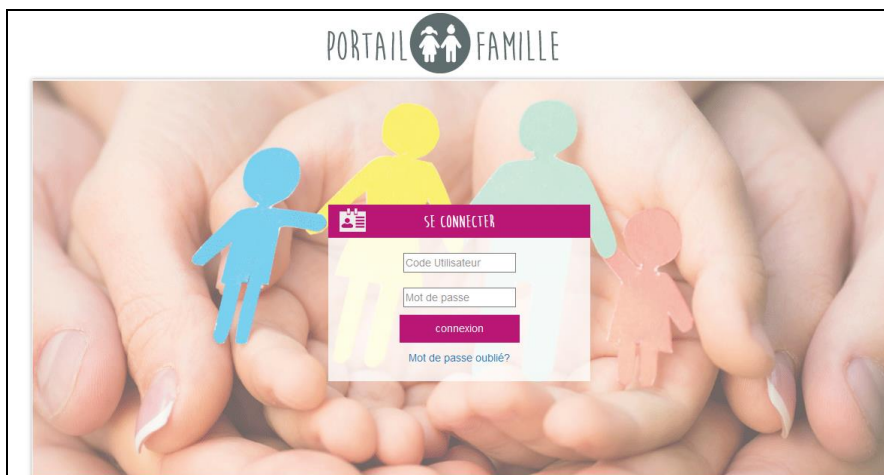 PORTAIL FAMILLE
SE CONNECTER
Code Utilisateur
Mot de passe
connexion
Mot de passe oublié?